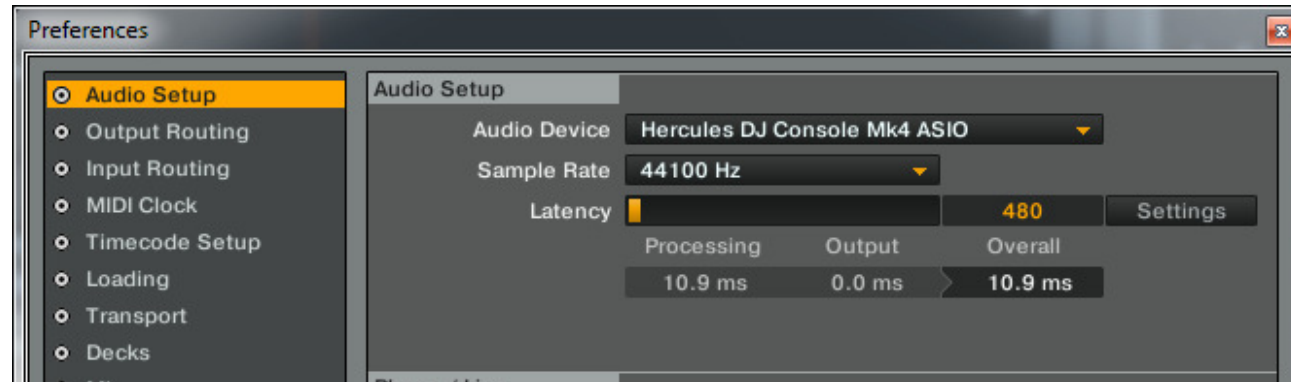 Preferences
Audio Setup
Output Routing
Input Routing
MIDI Clock
Timecode Setup
Loading
Transport
Decks
Audio Setup
Audio Device Hercules DJ Console Mk4 ASIO
Sample Rate 44100 Hz
Latency 480 Settings
Processing Output Overall
10.9 ms 0.0 ms 10.9 ms